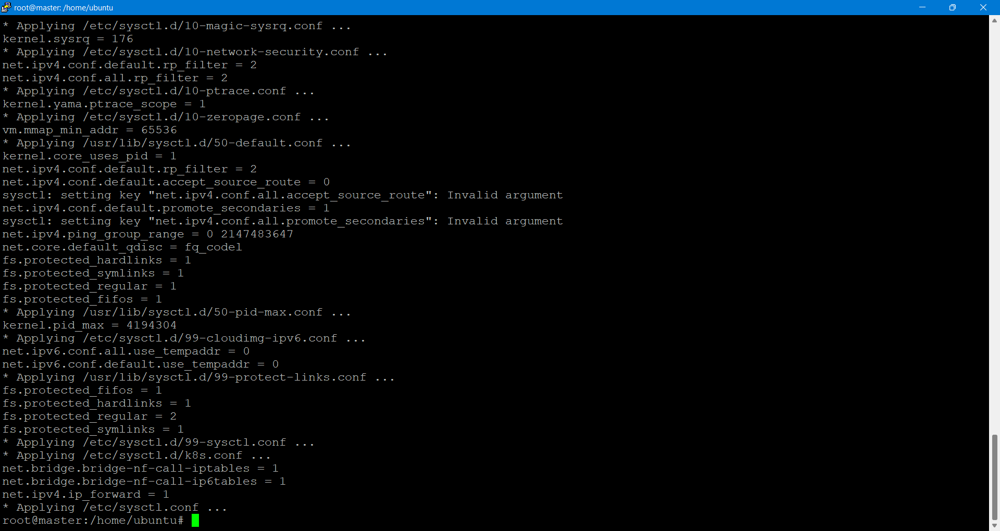 root@master: /home/ubuntu
* Applying /etc/sysctl.d/10-magic-sysrq.conf ...
kernel.sysrq = 176
* Applying /etc/sysctl.d/10-network-security.conf ...
net.ipv4.conf.default.rp_filter = 2
net.ipv4.conf.all.rp_filter = 2
* Applying /etc/sysctl.d/10-ptrace.conf ...
kernel.yama.ptrace_scope = 1
* Applying /etc/sysctl.d/10-zeropage.conf ...
vm.mmap_min_addr = 65536
* Applying /usr/lib/sysctl.d/50-default.conf ...
kernel.core_uses_pid = 1
net.ipv4.conf.default.rp_filter = 2
net.ipv4.conf.default.accept_source_route = 0
sysctl: setting key "net.ipv4.conf.all.accept_source_route": Invalid argument
net.ipv4.conf.default.promote_secondaries = 1
sysctl: setting key "net.ipv4.conf.all.promote_secondaries": Invalid argument
net.ipv4.ping_group_range = 0 2147483647
net.core.default_qdisc = fq_codel
fs.protected_hardlinks = 1
fs.protected_symlinks = 1
fs.protected_regular = 1
fs.protected_fifos = 1
* Applying /usr/lib/sysctl.d/50-pid-max.conf ...
kernel.pid_max = 4194304
* Applying /etc/sysctl.d/99-cloudimg-ipv6.conf ...
net.ipv6.conf.all.use_tempaddr = 0
net.ipv6.conf.default.use_tempaddr = 0
* Applying /usr/lib/sysctl.d/99-protect-links.conf ...
fs.protected_fifos = 1
fs.protected_hardlinks = 1
fs.protected_regular = 2
fs.protected_symlinks = 1
* Applying /etc/sysctl.d/99-sysctl.conf ...
* Applying /etc/sysctl.d/k8s.conf ...
net.bridge.bridge-nf-call-iptables = 1
net.bridge.bridge-nf-call-ip6tables = 1
net.ipv4.ip_forward = 1
* Applying /etc/sysctl.conf ...
root@master:/home/ubuntu#